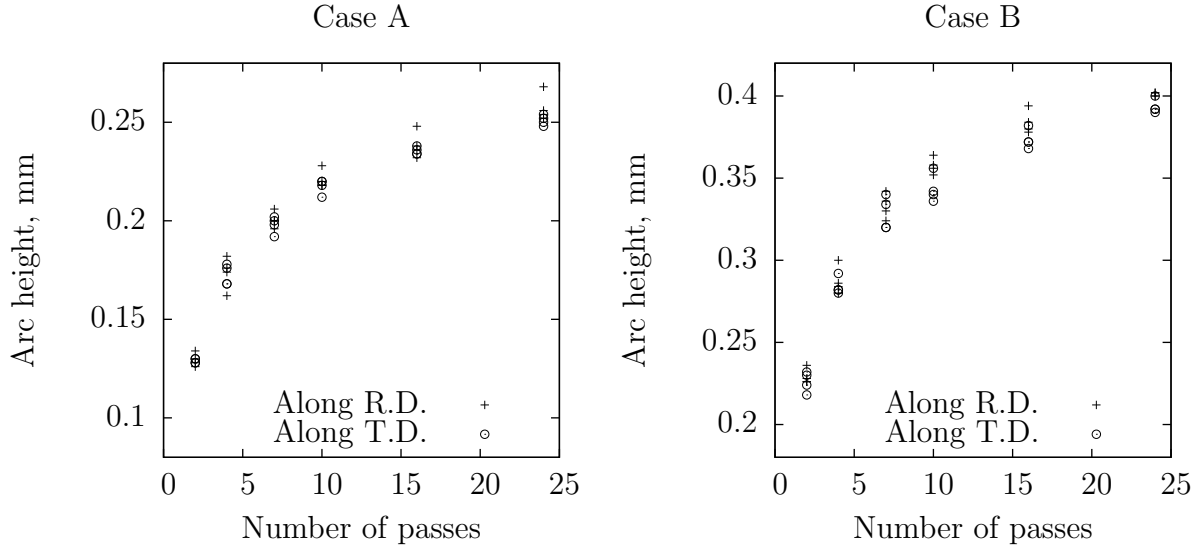 Case A
Arc height, mm
0.25
0.2
0.15
0.1
Along R.D.
Along T.D.
0 5 10 15 20 25
Number of passes
Case B
Arc height, mm
0.4
0.35
0.3
0.25
0.2
Along R.D.
Along T.D.
0 5 10 15 20 25
Number of passes